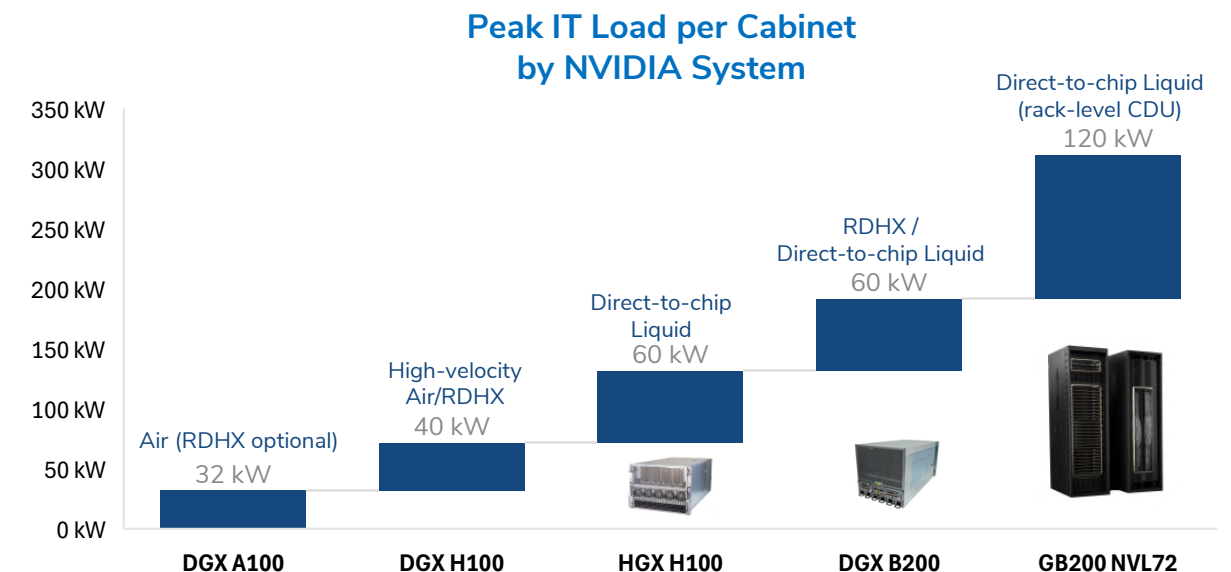 Peak IT Load per Cabinet
by NVIDIA System
350 kW
300 kW
250 kW
200 kW
150 kW
100 kW
50 kW
0 kW
Air (RDHX optional)
32 kW
High-velocity
Air/RDHX
40 kW
Direct-to-chip
Liquid
60 kW
RDHX /
Direct-to-chip Liquid
60 kW
Direct-to-chip Liquid
(rack-level CDU)
120 kW
DGX A100
DGX H100
HGX H100
DGX B200
GB200 NVL72